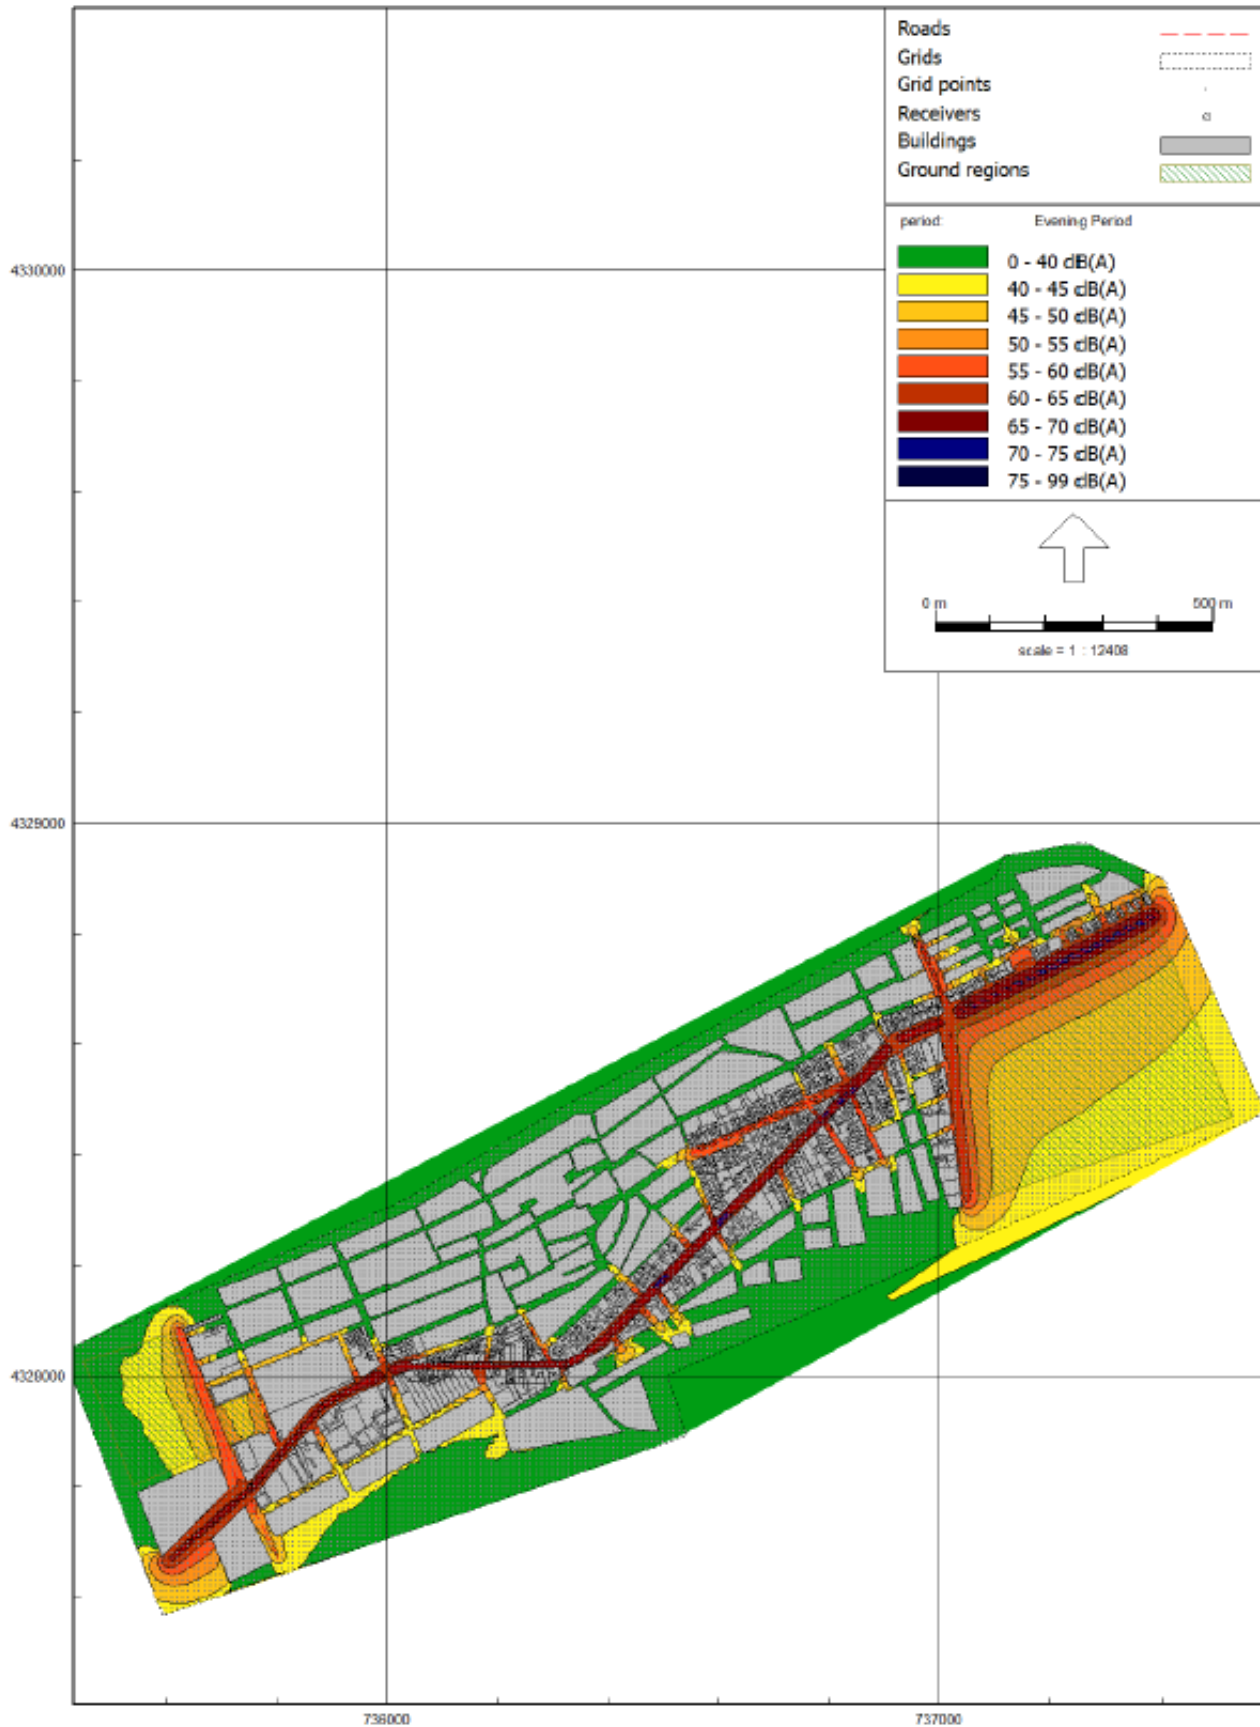 Roads
Grids
Grid points
Receivers
Buildings
Ground regions
period: Evening Period
0 - 40 dB(A)
40 - 45 dB(A)
45 - 50 dB(A)
50 - 55 dB(A)
55 - 60 dB(A)
60 - 65 dB(A)
65 - 70 dB(A)
70 - 75 dB(A)
75 - 99 dB(A)
0 m 500 m
scale = 1 : 12408
4330000
4329000
4328000
736000 737000